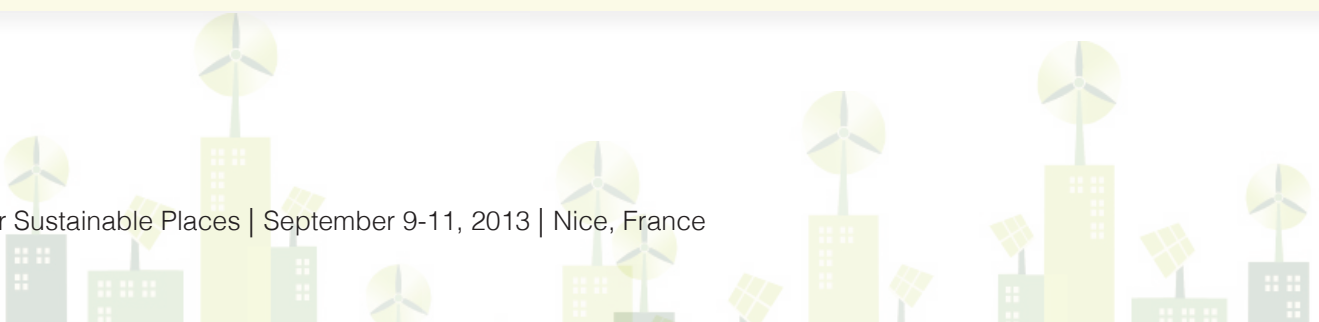 r Sustainable Places | September 9-11, 2013 | Nice, France